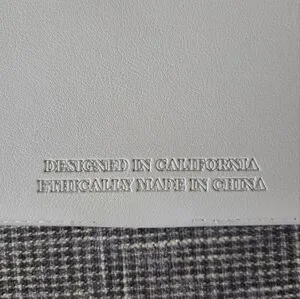 DESIGNED IN CALIFORNIA
ETHICALLY MADE IN CHINA